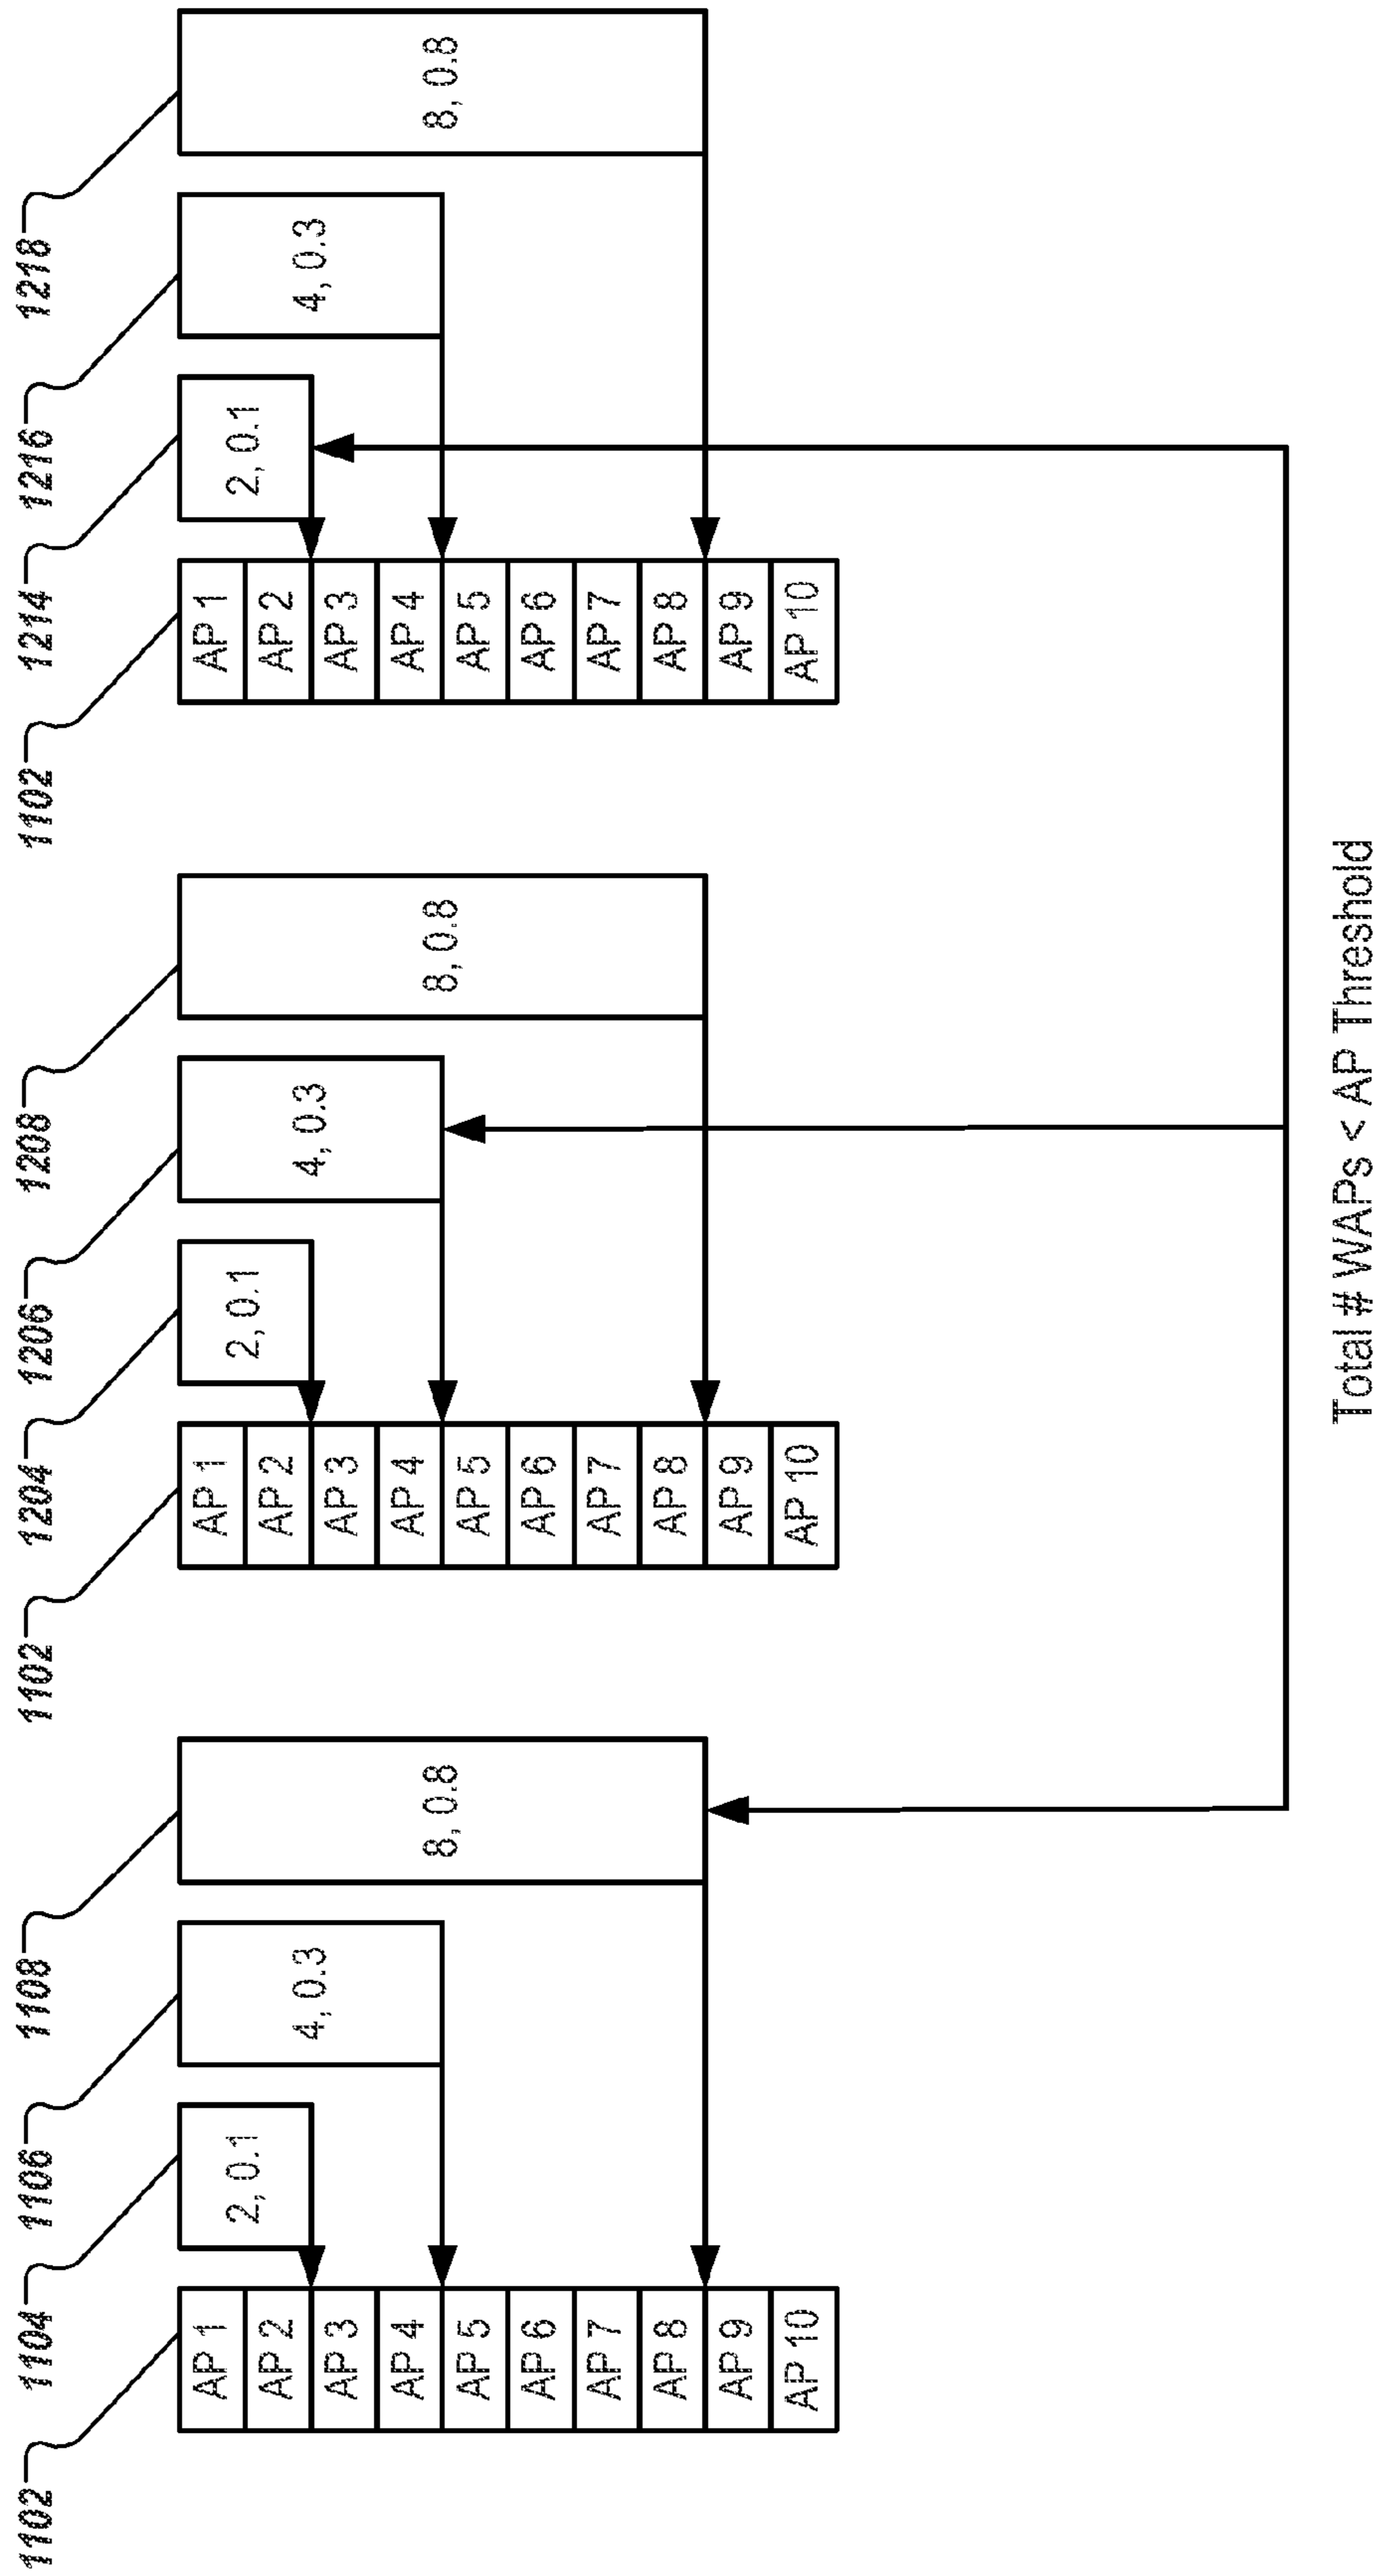 1102
1104
1106
1108
AP 1
AP 2
AP 3
AP 4
AP 5
AP 6
AP 7
AP 8
AP 9
AP 10
2, 0.1
4, 0.3
8, 0.8
1102
1204
1206
1208
AP 1
AP 2
AP 3
AP 4
AP 5
AP 6
AP 7
AP 8
AP 9
AP 10
2, 0.1
4, 0.3
8, 0.8
1102
1214
1216
1218
AP 1
AP 2
AP 3
AP 4
AP 5
AP 6
AP 7
AP 8
AP 9
AP 10
2, 0.1
4, 0.3
8, 0.8
Total # WAPs < AP Threshold